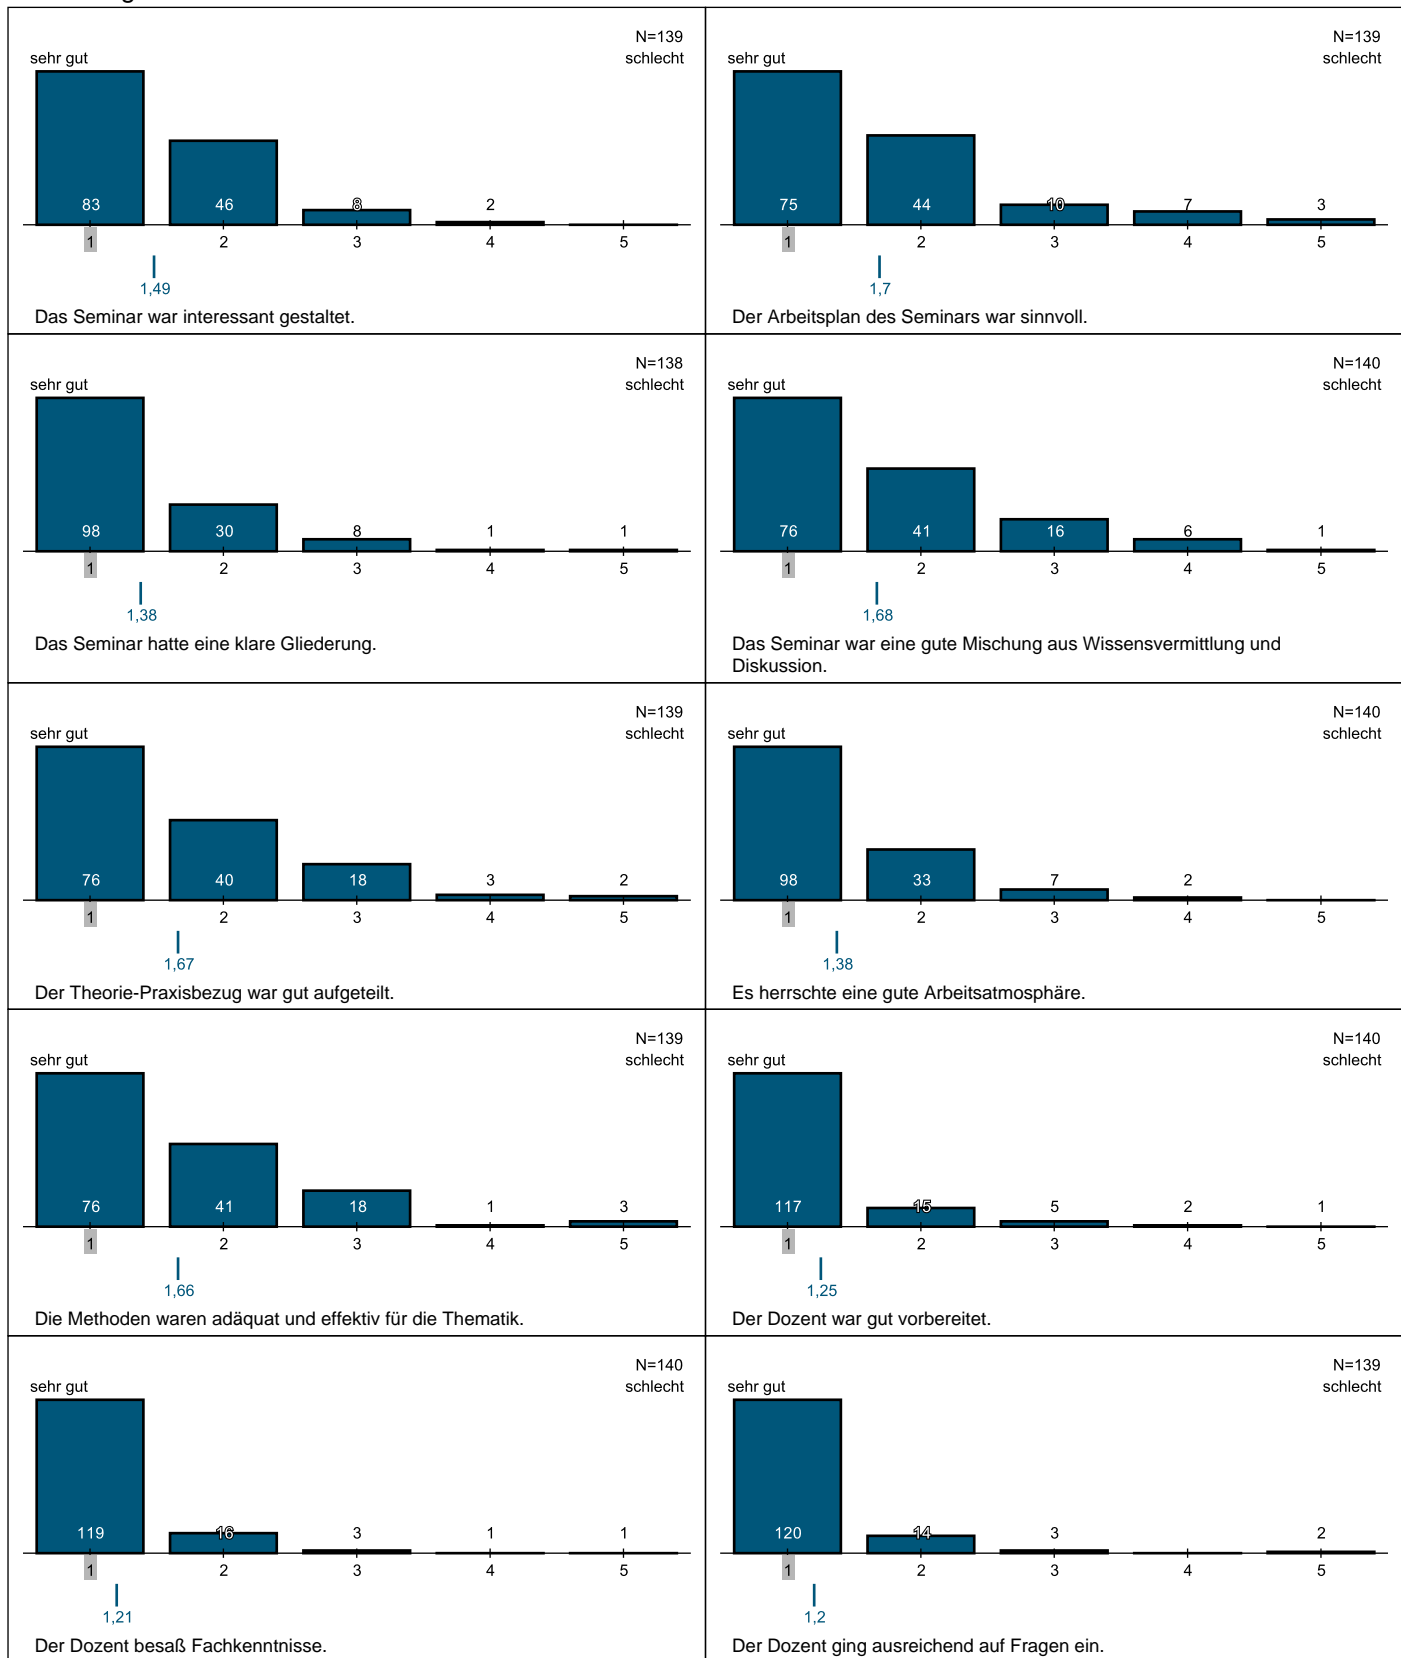 N=139
sehr gut schlecht
83 46 8 2
1 2 3 4 5
1,49
Das Seminar war interessant gestaltet.
N=139
sehr gut schlecht
75 44 10 7 3
1 2 3 4 5
1,7
Der Arbeitsplan des Seminars war sinnvoll.
N=138
sehr gut schlecht
98 30 8 1 1
1 2 3 4 5
1,38
Das Seminar hatte eine klare Gliederung.
N=140
sehr gut schlecht
76 41 16 6 1
1 2 3 4 5
1,68
Das Seminar war eine gute Mischung aus Wissensvermittlung und
Diskussion.
N=139
sehr gut schlecht
76 40 18 3 2
1 2 3 4 5
1,67
Der Theorie-Praxisbezug war gut aufgeteilt.
N=140
sehr gut schlecht
98 33 7 2
1 2 3 4 5
1,38
Es herrschte eine gute Arbeitsatmosphäre.
N=139
sehr gut schlecht
76 41 18 1 3
1 2 3 4 5
1,66
Die Methoden waren adäquat und effektiv für die Thematik.
N=140
sehr gut schlecht
117 15 5 2 1
1 2 3 4 5
1,25
Der Dozent war gut vorbereitet.
N=140
sehr gut schlecht
119 16 3 1 1
1 2 3 4 5
1,21
Der Dozent besaß Fachkenntnisse.
N=139
sehr gut schlecht
120 14 3 2
1 2 3 4 5
1,2
Der Dozent ging ausreichend auf Fragen ein.